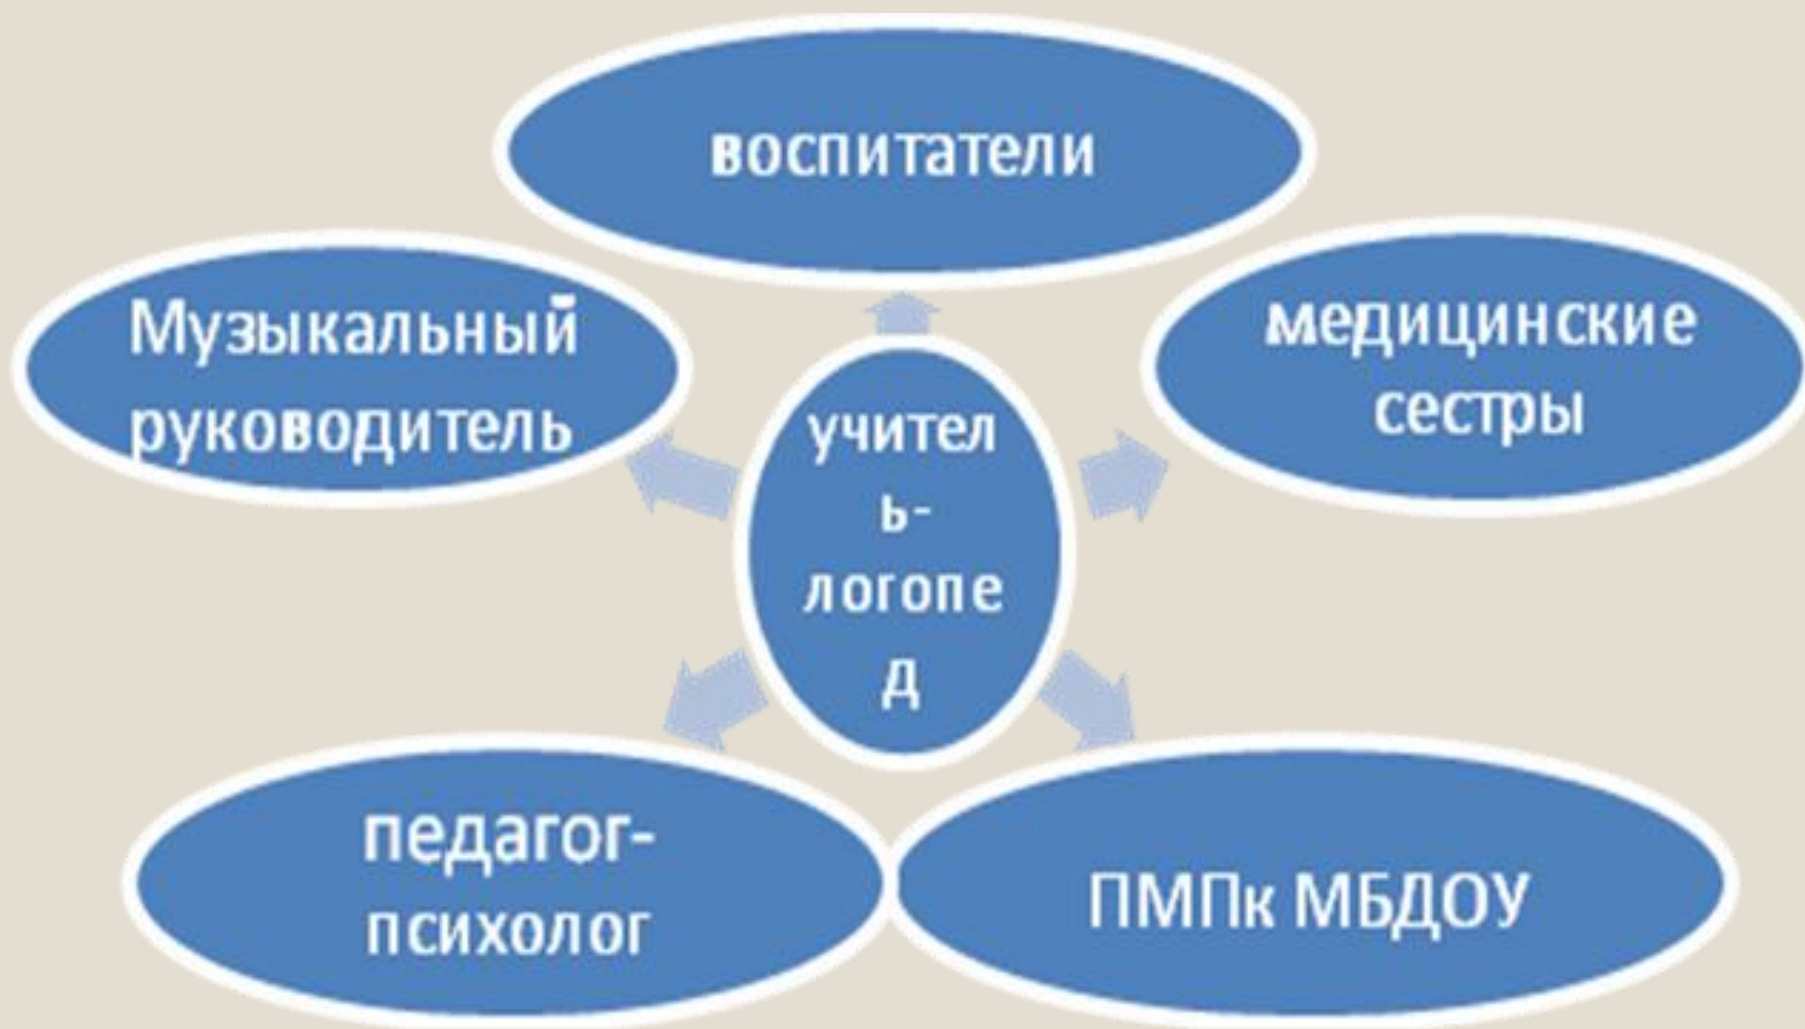 воспитатели
Музыкальный
руководитель
медицинские
сестры
учител
ь-
логопе
д
педагог-
психолог
ПМПк МБДОУ